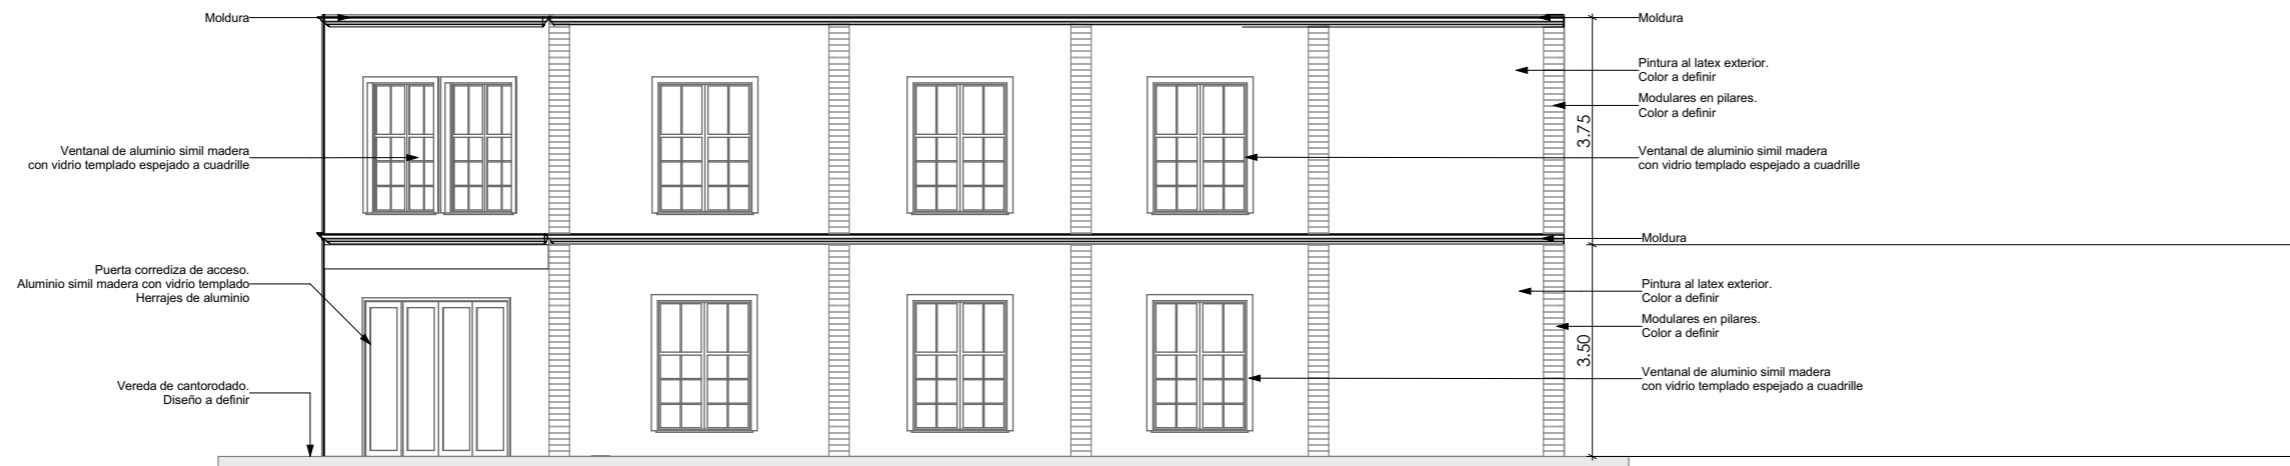 Moldura
Ventanal de aluminio simil madera
con vidrio templado espejado a cuadrille
Puerta corrediza de acceso.
Aluminio simil madera con vidrio templado
Herrajes de aluminio
Vereda de cantorodado.
Diseño a definir
Moldura
Pintura al latex exterior.
Color a definir
Modulares en pilares.
Color a definir
3.75
Ventanal de aluminio simil madera
con vidrio templado espejado a cuadrille
Moldura
Pintura al latex exterior.
Color a definir
Modulares en pilares.
Color a definir
3.50
Ventanal de aluminio simil madera
con vidrio templado espejado a cuadrille